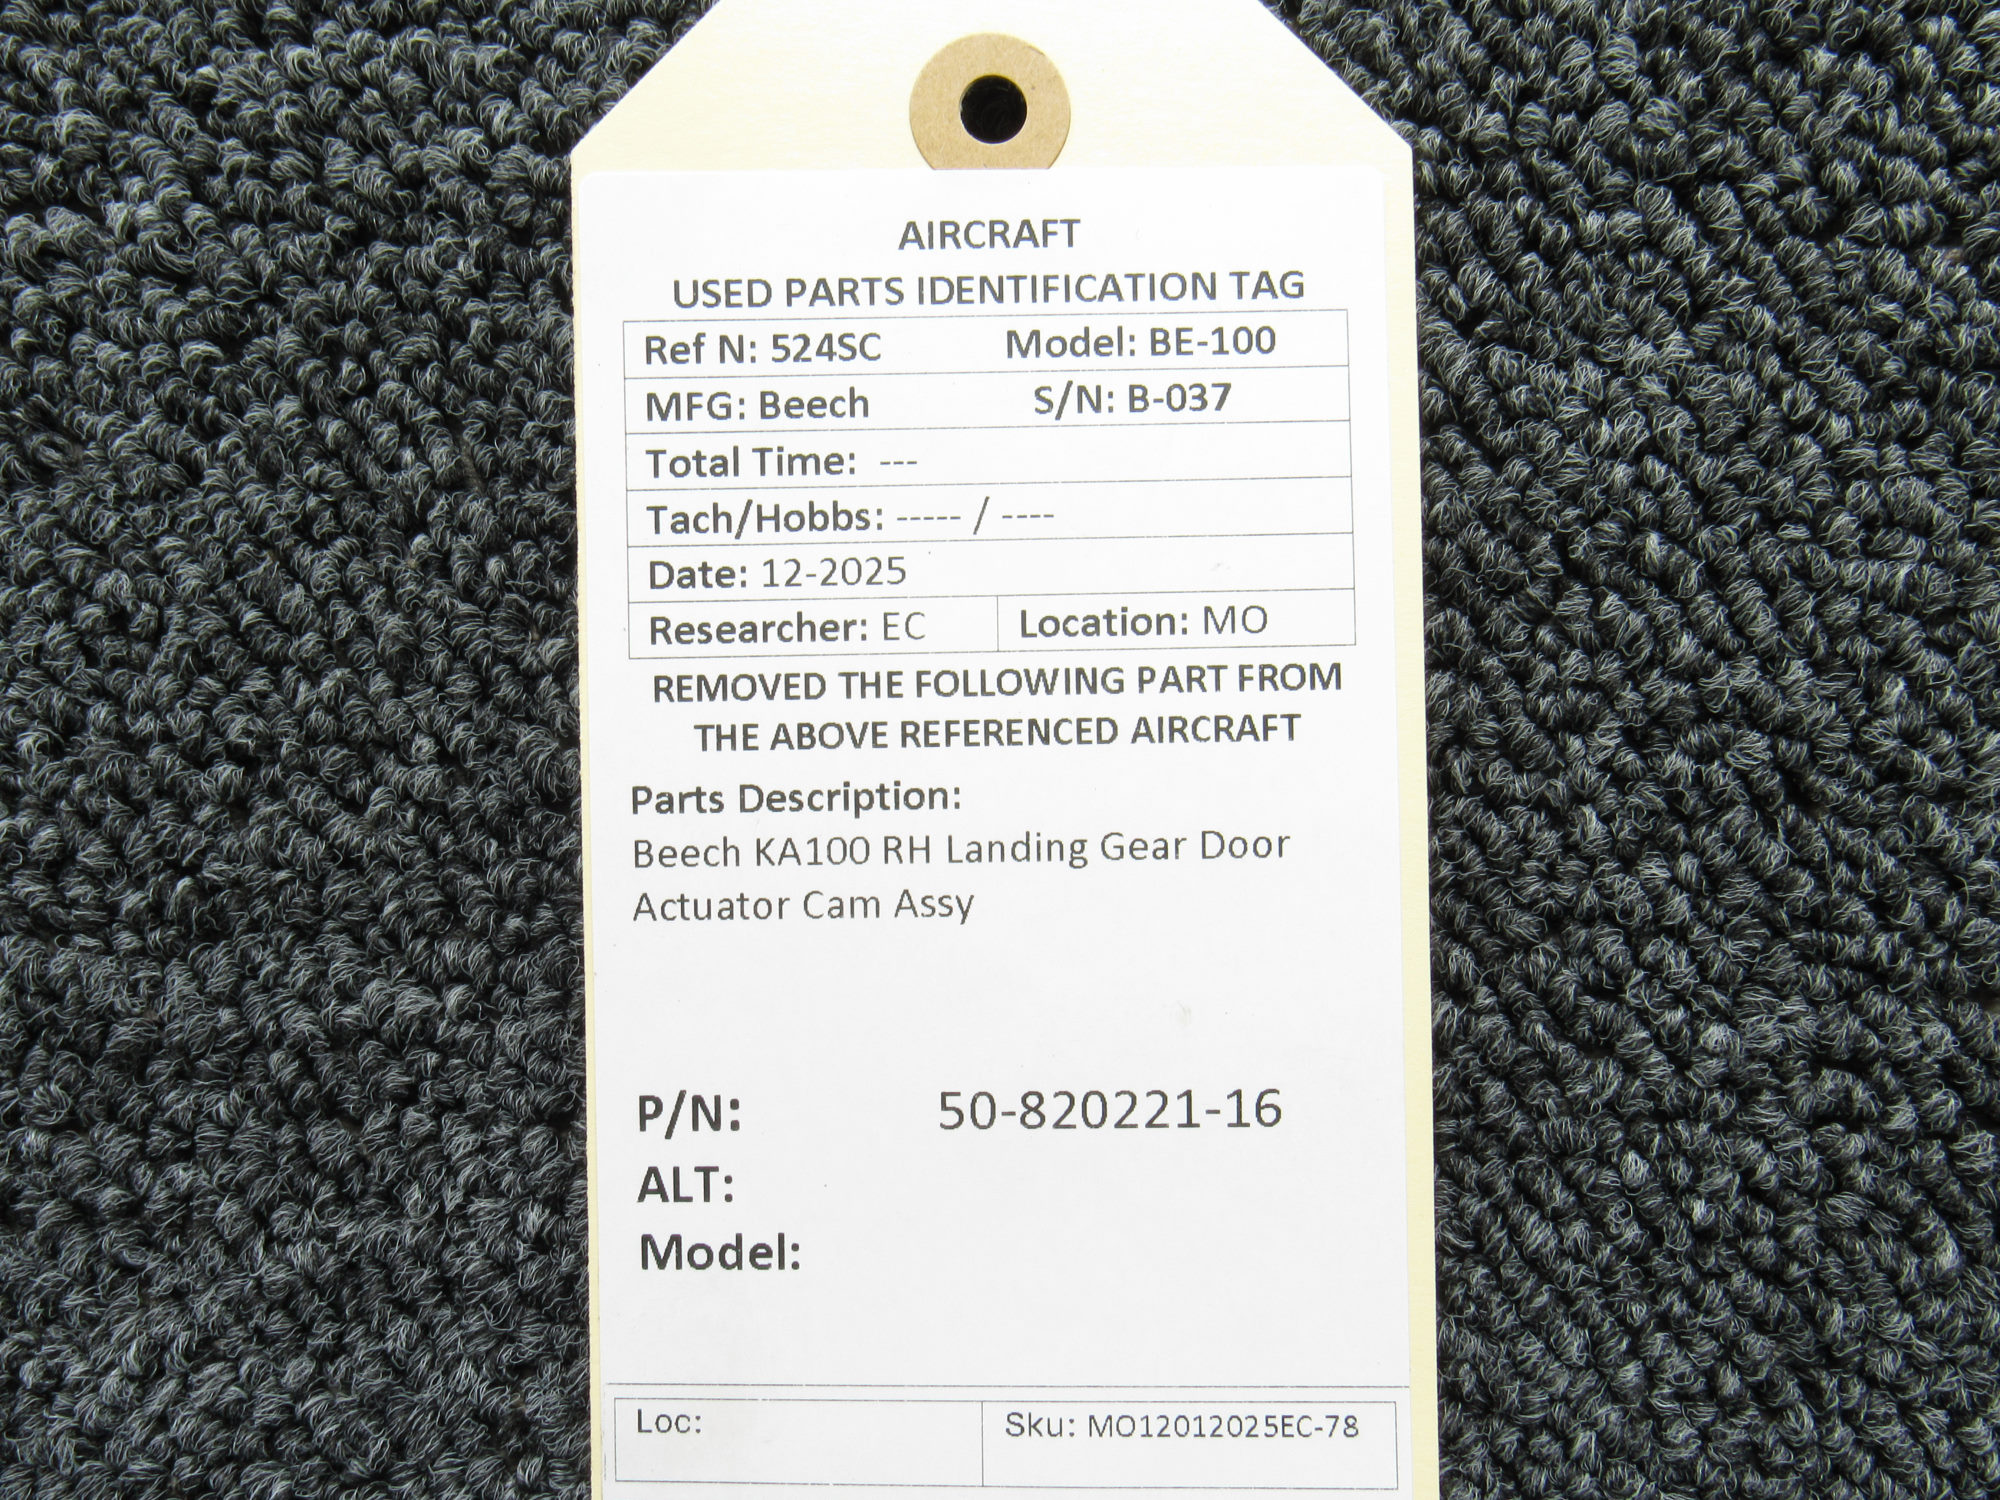 AIRCRAFT
USED PARTS IDENTIFICATION TAG
Ref N: 524SC Model: BE-100
MFG: Beech S/N: B-037
Total Time: ---
Tach/Hobbs: ----- / ----
Date: 12-2025
Researcher: EC Location: MO
REMOVED THE FOLLOWING PART FROM
THE ABOVE REFERENCED AIRCRAFT
Parts Description:
Beech KA100 RH Landing Gear Door
Actuator Cam Assy
P/N: 50-820221-16
ALT:
Model:
Loc: Sku: MO12012025EC-78